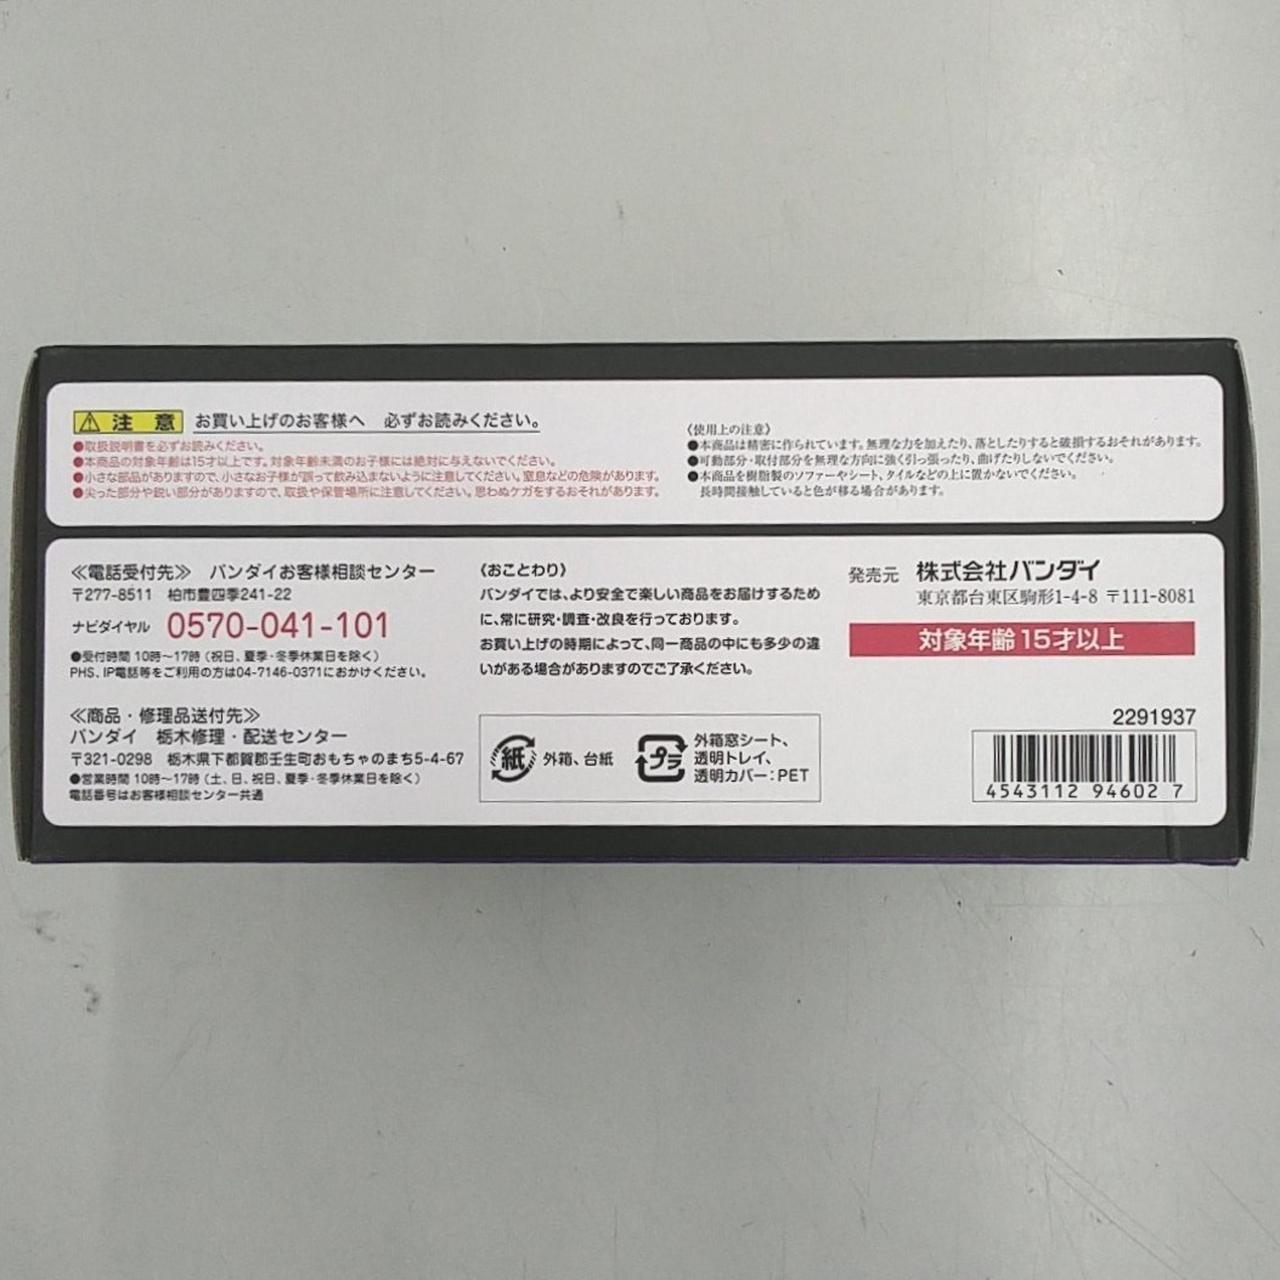 注意 お買い上げのお客様へ 必ずお読みください。
●取扱説明書を必ずお読みください。
●本商品の対象年齢は15才以上です。対象年齢未満のお子様には絶対に与えないでください。
●小さな部品がありますので、小さなお子様が誤って飲み込まないように注意してください。窒息などの危険があります。
●尖った部分や鋭い部分がありますので、取扱や保管場所に注意してください。思わぬケガをするおそれがあります。
〈使用上の注意〉
●本商品は精密に作られています。無理な力を加えたり、落としたりすると破損するおそれがあります。
●可動部分・取付部分を無理な方向に強く引っ張ったり、曲げたりしないでください。
●本商品を樹脂製のソファーやシート、タイルなどの上に置かないでください。
長時間接触していると色が移る場合があります。
≪電話受付先≫ バンダイお客様相談センター
〒277-8511 柏市豊四季241-22
ナビダイヤル 0570-041-101
●受付時間 10時〜17時(祝日、夏季・冬季休業日を除く)
PHS、IP電話等をご利用の方は04-7146-0371におかけください。
≪商品・修理品送付先≫
バンダイ 栃木修理・配送センター
〒321-0298 栃木県下都賀郡壬生町おもちゃのまち5-4-67
●営業時間 10時〜17時(土、日、祝日、夏季・冬季休業日を除く)
電話番号はお客様相談センター共通
〈おことわり〉
バンダイでは、より安全で楽しい商品をお届けするため
に、常に研究・調査・改良を行っております。
お買い上げの時期によって、同一商品の中にも多少の違
いがある場合がありますのでご了承ください。
紙 外箱、台紙
プラ 外箱窓シート、
透明トレイ、
透明カバー:PET
発売元 株式会社バンダイ
東京都台東区駒形1-4-8 〒111-8081
対象年齢15才以上
2291937
4543112 94602 7